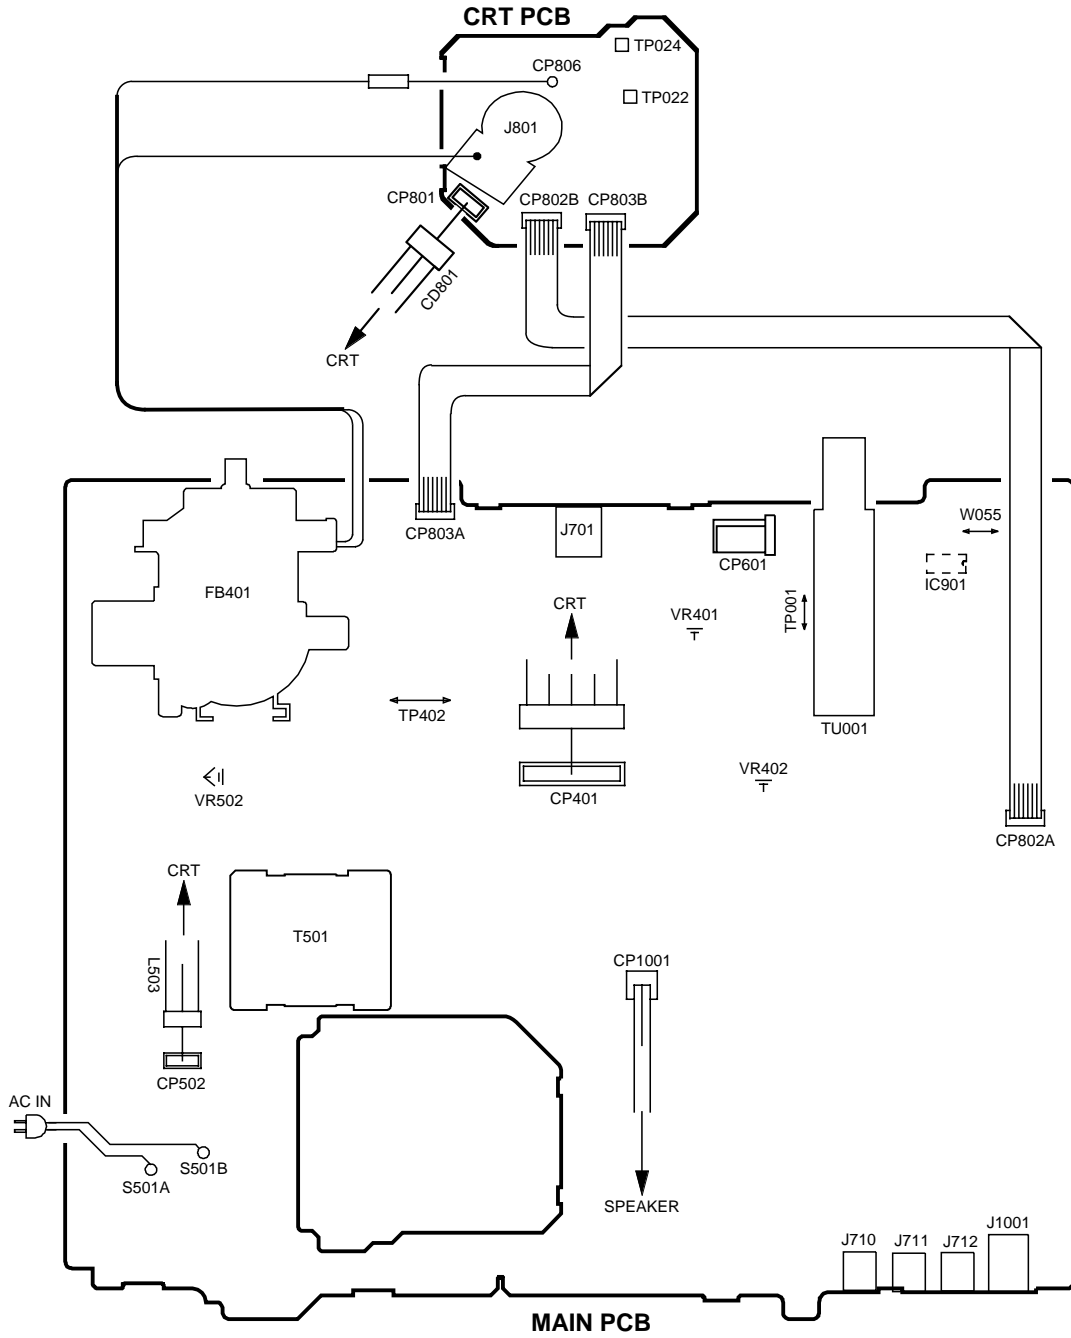 CRT PCB
TP024
CP806
TP022
J801
CP801
CP802B
CP803B
CD801
CRT
W055
CP803A
J701
CP601
IC901
FB401
CRT
VR401
TP001
TP402
TU001
VR502
VR402
CP401
CP802A
CRT
T501
L503
CP1001
CP502
AC IN
S501B
S501A
SPEAKER
J1001
J710
J711
J712
MAIN PCB